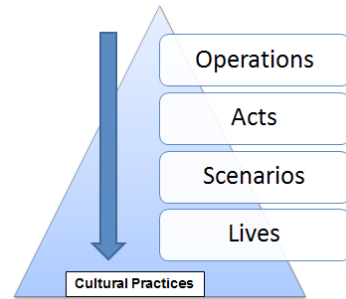 Operations
Acts
Scenarios
Lives
Cultural Practices